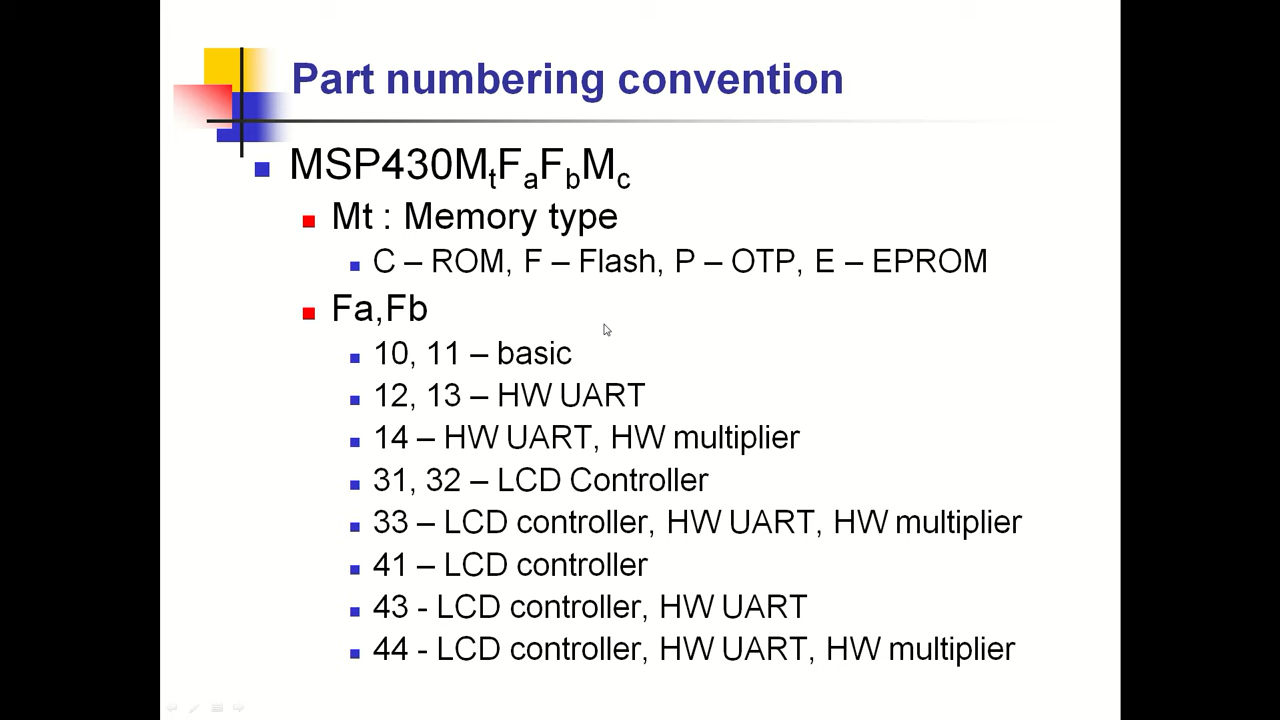 Part numbering convention
MSP430MtFaFbMc
Mt : Memory type
C – ROM, F – Flash, P – OTP, E – EPROM
Fa,Fb
10, 11 – basic
12, 13 – HW UART
14 – HW UART, HW multiplier
31, 32 – LCD Controller
33 – LCD controller, HW UART, HW multiplier
41 – LCD controller
43 - LCD controller, HW UART
44 - LCD controller, HW UART, HW multiplier